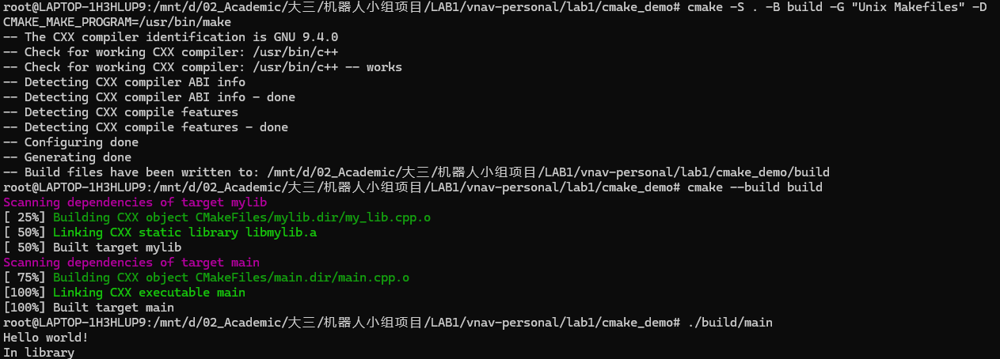 root@LAPTOP-1H3HLUP9:/mnt/d/02_Academic/大三/机器人小组项目/LAB1/vnav-personal/lab1/cmake_demo# cmake -S . -B build -G "Unix Makefiles" -D
CMAKE_MAKE_PROGRAM=/usr/bin/make
-- The CXX compiler identification is GNU 9.4.0
-- Check for working CXX compiler: /usr/bin/c++
-- Check for working CXX compiler: /usr/bin/c++ -- works
-- Detecting CXX compiler ABI info
-- Detecting CXX compiler ABI info - done
-- Detecting CXX compile features
-- Detecting CXX compile features - done
-- Configuring done
-- Generating done
-- Build files have been written to: /mnt/d/02_Academic/大三/机器人小组项目/LAB1/vnav-personal/lab1/cmake_demo/build
root@LAPTOP-1H3HLUP9:/mnt/d/02_Academic/大三/机器人小组项目/LAB1/vnav-personal/lab1/cmake_demo# cmake --build build
Scanning dependencies of target mylib
[ 25%] Building CXX object CMakeFiles/mylib.dir/my_lib.cpp.o
[ 50%] Linking CXX static library libmylib.a
[ 50%] Built target mylib
Scanning dependencies of target main
[ 75%] Building CXX object CMakeFiles/main.dir/main.cpp.o
[100%] Linking CXX executable main
[100%] Built target main
root@LAPTOP-1H3HLUP9:/mnt/d/02_Academic/大三/机器人小组项目/LAB1/vnav-personal/lab1/cmake_demo# ./build/main
Hello world!
In library